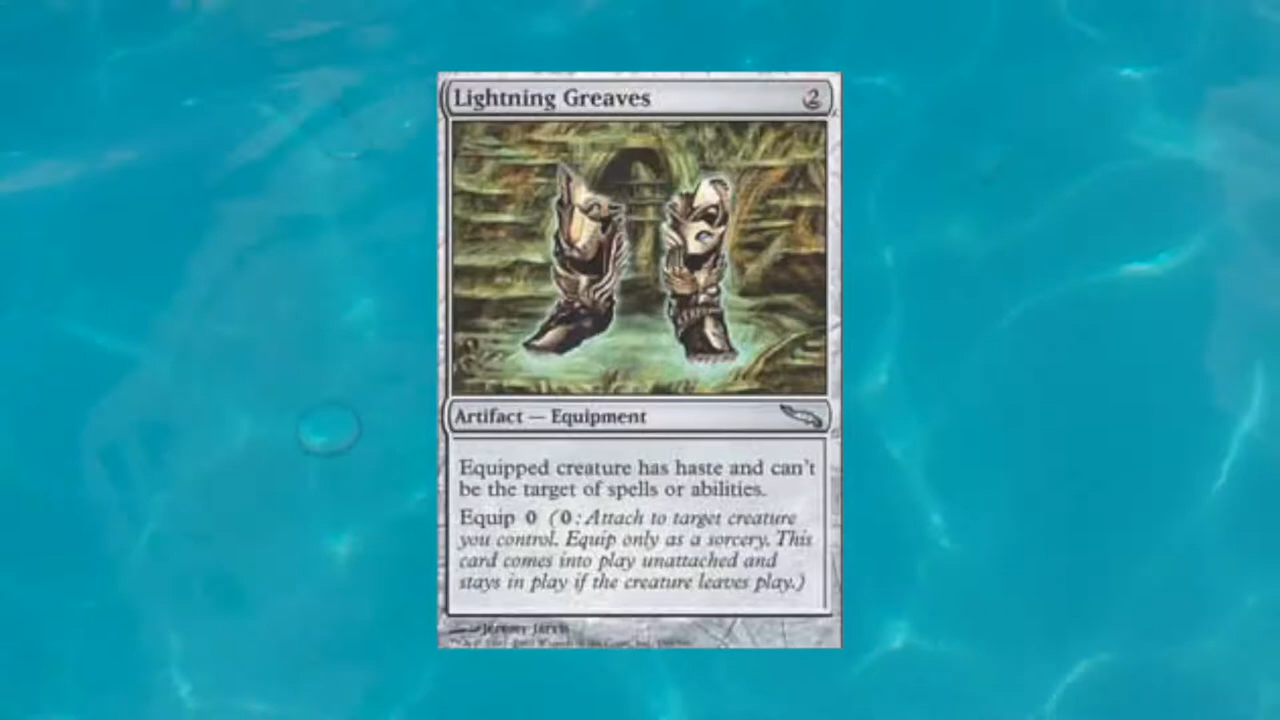 Lightning Greaves 2
Artifact — Equipment
Equipped creature has haste and can't
be the target of spells or abilities.
Equip 0 (0: Attach to target creature
you control. Equip only as a sorcery. This
card comes into play unattached and
stays in play if the creature leaves play.)
Jeremy Jarvis